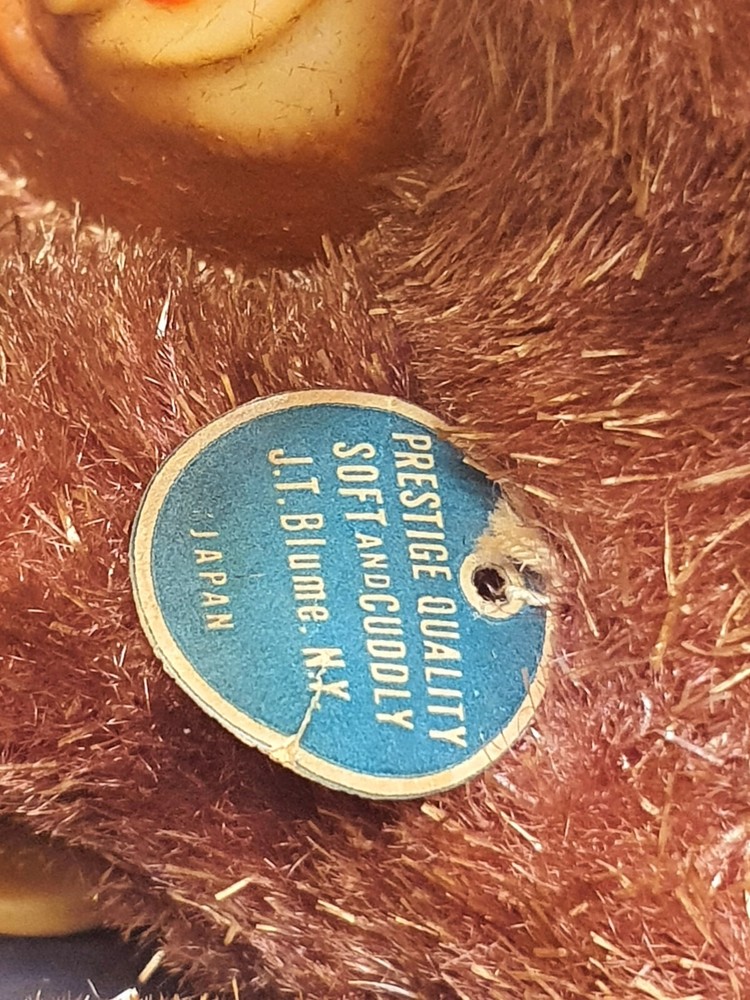 PRESTIGE QUALITY
SOFT AND CUDDLY
J.T. Blume. N.Y.
JAPAN